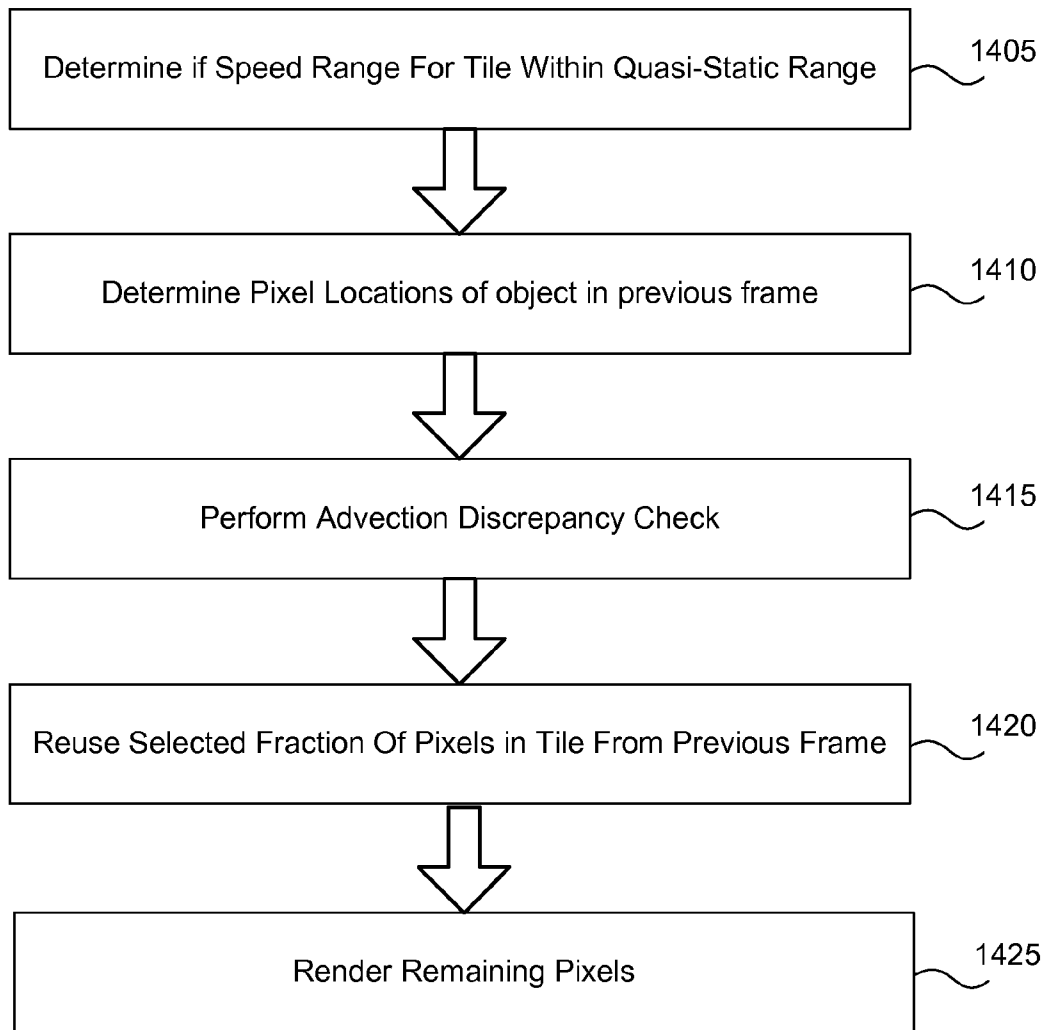 Determine if Speed Range For Tile Within Quasi-Static Range
1405
Determine Pixel Locations of object in previous frame
1410
Perform Advection Discrepancy Check
1415
Reuse Selected Fraction Of Pixels in Tile From Previous Frame
1420
Render Remaining Pixels
1425